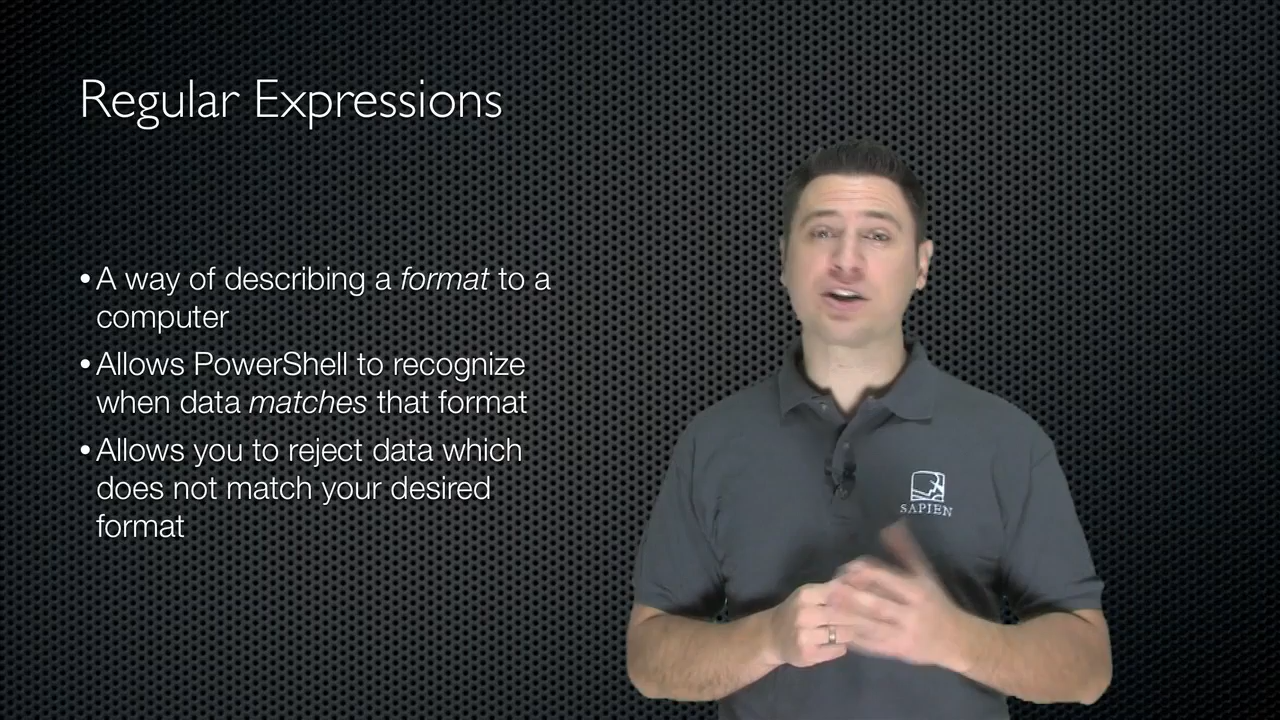 Regular Expressions
• A way of describing a format to a
computer
• Allows PowerShell to recognize
when data matches that format
• Allows you to reject data which
does not match your desired
format
SAPIEN